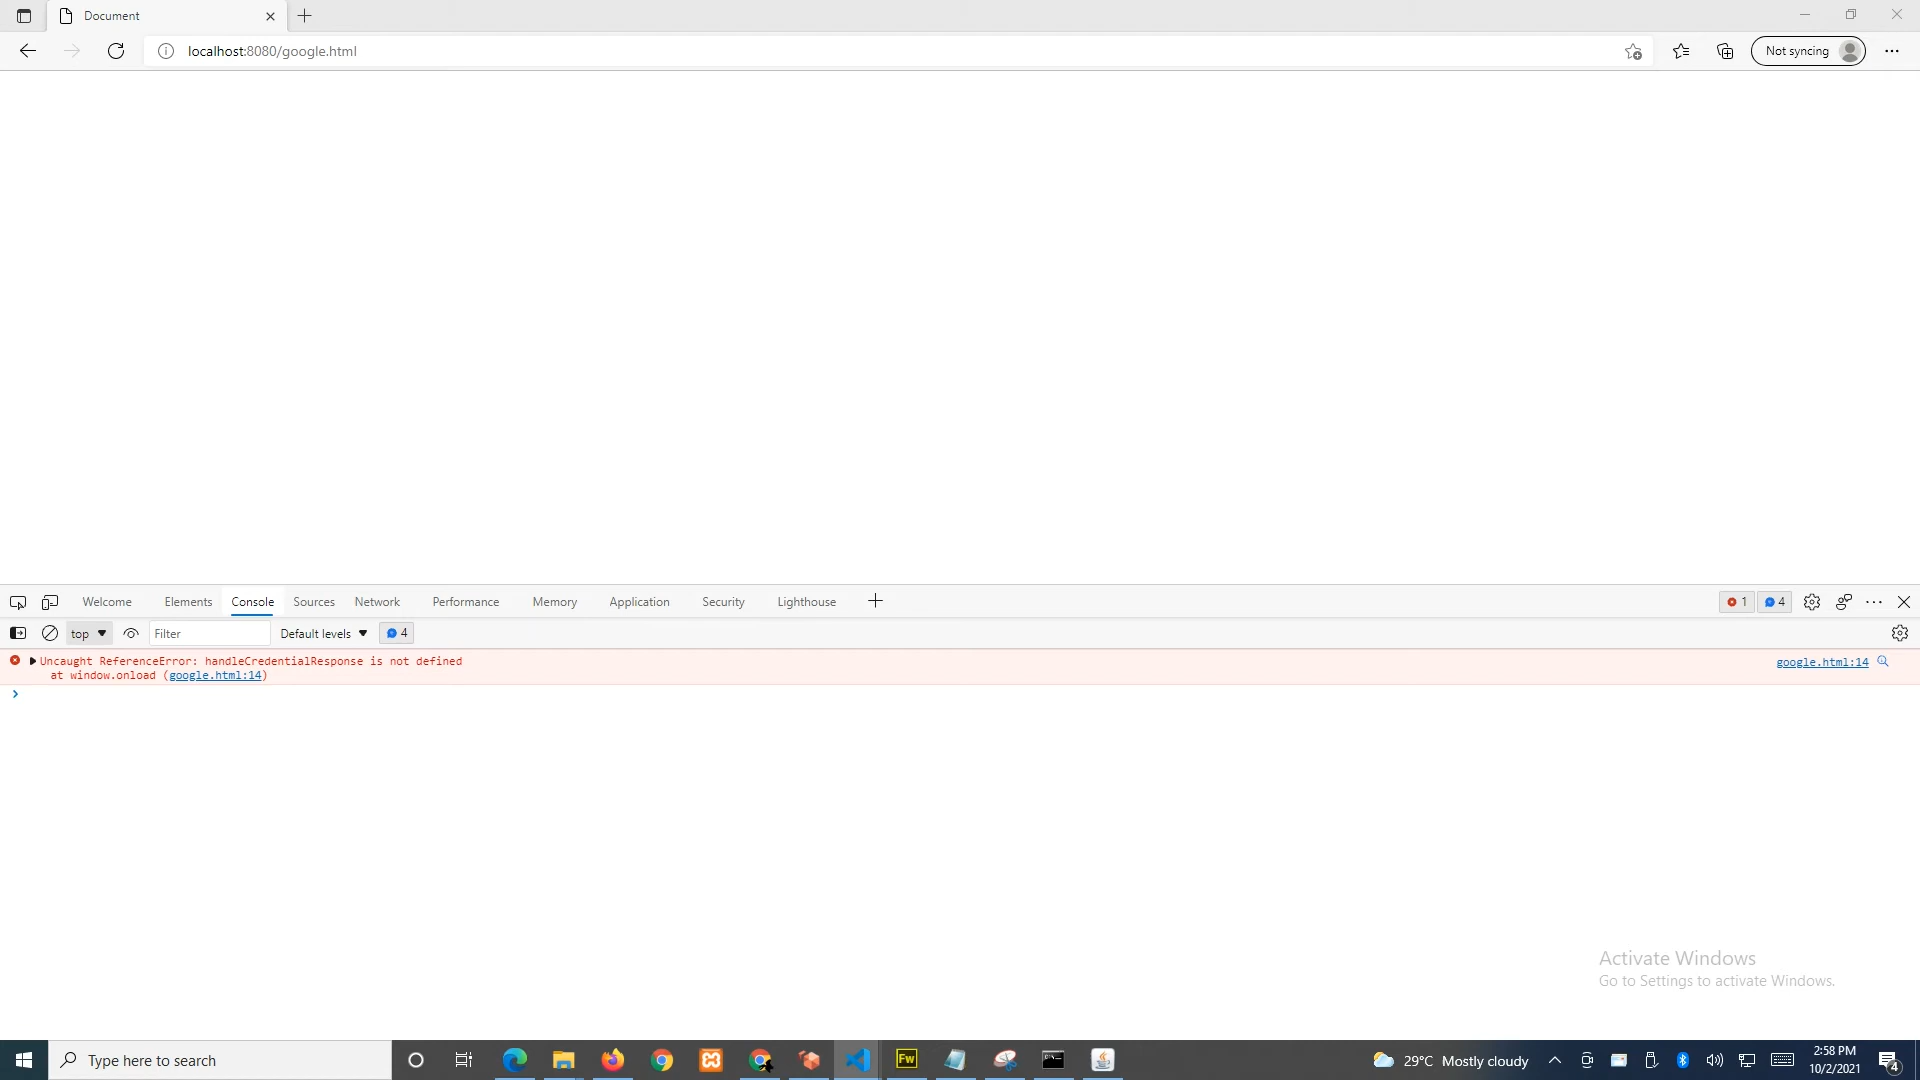 Document
localhost:8080/google.html
Not syncing
Welcome Elements Console Sources Network Performance Memory Application Security Lighthouse
1 4
top Filter Default levels 4
Uncaught ReferenceError: handleCredentialResponse is not defined google.html:14
at window.onload (google.html:14)
Activate Windows
Go to Settings to activate Windows.
Type here to search Fw 29°C Mostly cloudy 2:58 PM
10/2/2021 4